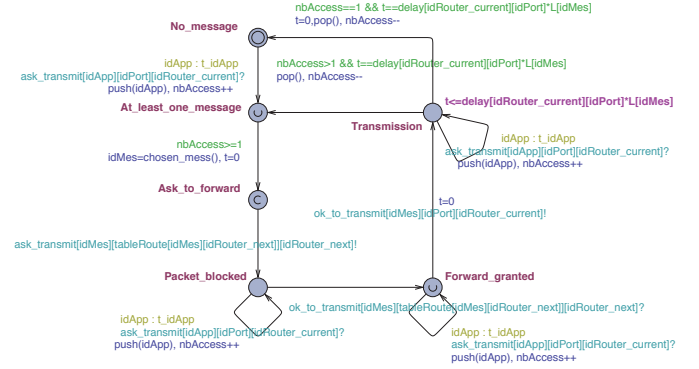 nbAccess==1 && t==delay[idRouter_current][idPort]*L[idMes]
t=0,pop(), nbAccess--
No_message
idApp : t_idApp
ask_transmit[idApp][idPort][idRouter_current]?
push(idApp), nbAccess++
nbAccess>1 && t==delay[idRouter_current][idPort]*L[idMes]
pop(), nbAccess--
At_least_one_message
t<=delay[idRouter_current][idPort]*L[idMes]
Transmission
idApp : t_idApp
ask_transmit[idApp][idPort][idRouter_current]?
push(idApp), nbAccess++
nbAccess>=1
idMes=chosen_mess(), t=0
Ask_to_forward
t=0
ok_to_transmit[idMes][idPort][idRouter_current]!
ask_transmit[idMes][tableRoute[idMes][idRouter_next]][idRouter_next]!
Packet_blocked
Forward_granted
ok_to_transmit[idMes][tableRoute[idMes][idRouter_next]][idRouter_next]?
idApp : t_idApp
ask_transmit[idApp][idPort][idRouter_current]?
push(idApp), nbAccess++
idApp : t_idApp
ask_transmit[idApp][idPort][idRouter_current]?
push(idApp), nbAccess++